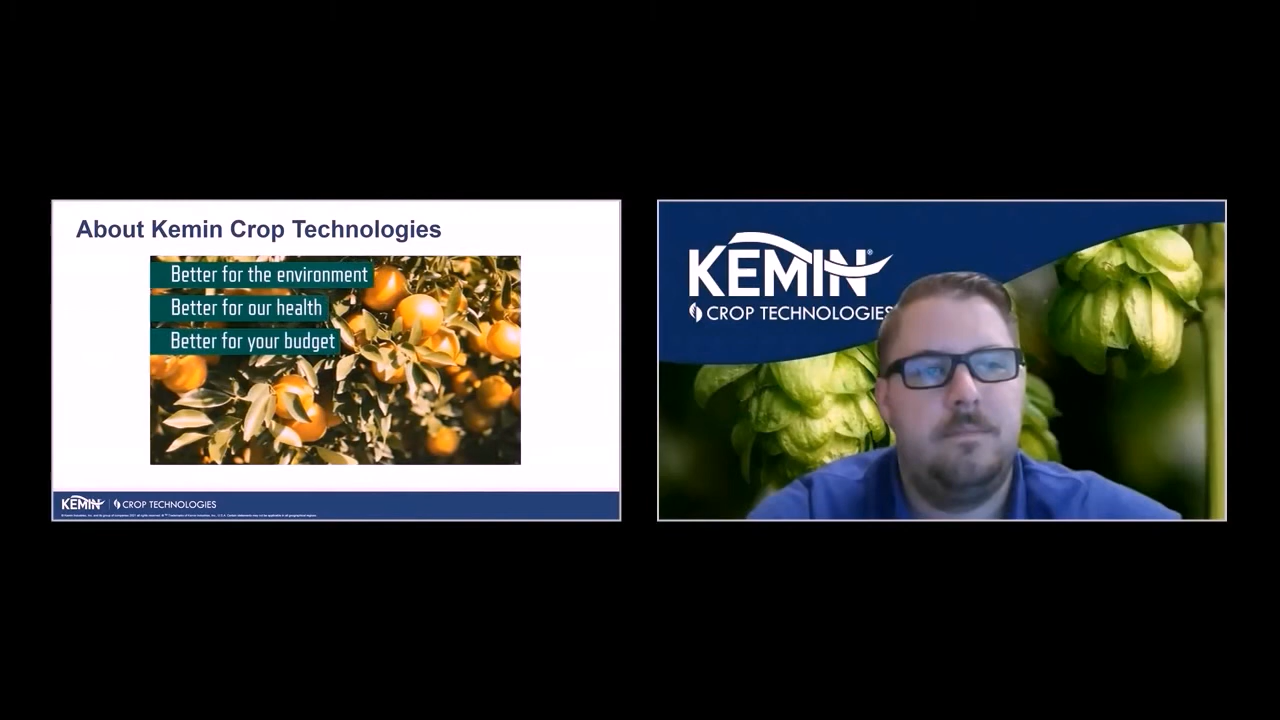 About Kemin Crop Technologies
Better for the environment
Better for our health
Better for your budget
KEMIN | CROP TECHNOLOGIES
KEMIN®
CROP TECHNOLOGIES